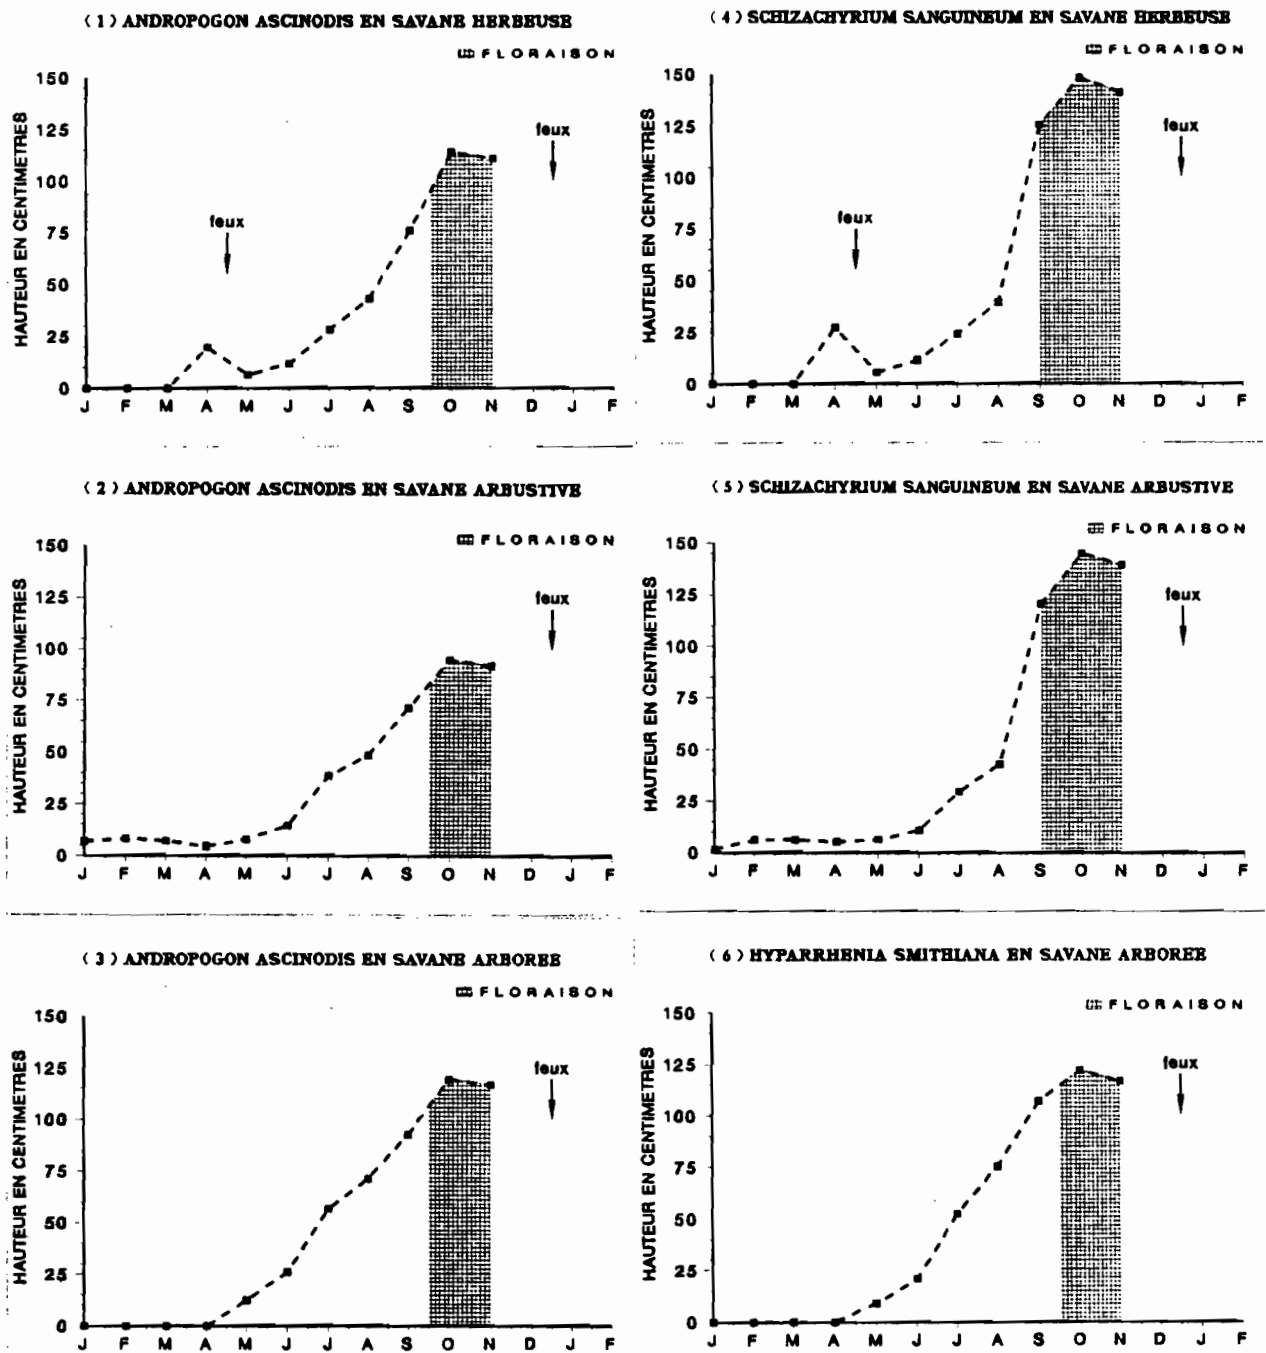 (1) ANDROPOGON ASCINODIS EN SAVANE HERBEUSE
FLORAISON
HAUTEUR EN CENTIMETRES
150
125
100
75
50
25
0
feux
feux
J F M A M J J A S O N D J F
(4) SCHIZACHYRIUM SANGUINEUM EN SAVANE HERBEUSE
FLORAISON
HAUTEUR EN CENTIMETRES
150
125
100
75
50
25
0
feux
feux
J F M A M J J A S O N D J F
(2) ANDROPOGON ASCINODIS EN SAVANE ARBUSTIVE
FLORAISON
HAUTEUR EN CENTIMETRES
150
125
100
75
50
25
0
feux
J F M A M J J A S O N D J F
(5) SCHIZACHYRIUM SANGUINEUM EN SAVANE ARBUSTIVE
FLORAISON
HAUTEUR EN CENTIMETRES
150
125
100
75
50
25
0
feux
J F M A M J J A S O N D J F
(3) ANDROPOGON ASCINODIS EN SAVANE ARBOREE
FLORAISON
HAUTEUR EN CENTIMETRES
150
125
100
75
50
25
0
feux
J F M A M J J A S O N D J F
(6) HYPARRHENIA SMITHIANA EN SAVANE ARBOREE
FLORAISON
HAUTEUR EN CENTIMETRES
150
125
100
75
50
25
0
feux
J F M A M J J A S O N D J F